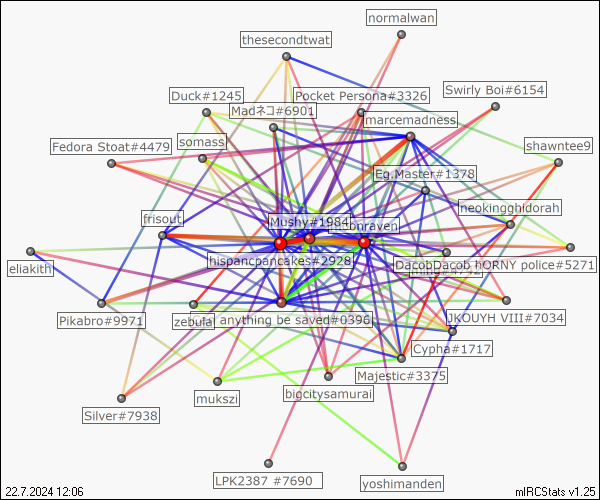 normalwan
thesecondtwat
Swirly Boi#6154
Duck#1245
Pocket Persona#3326
Madネコ#6901
marcemadness
somass
Fedora Stoat#4479
shawntee9
Eg.Master#1378
frisout
Mushy#1984
neokingghidorah
hispancpancakes#2928
eliakith
DacobDacob hORNY police#5271
Pikabro#9971
zebula
anything be saved#0396
JKOUYH VIII#7034
Cypha#1717
Majestic#3375
mukszi
bigcitysamurai
Silver#7938
LPK2387 #7690
yoshimanden
22.7.2024 12:06
mIRCStats v1.25